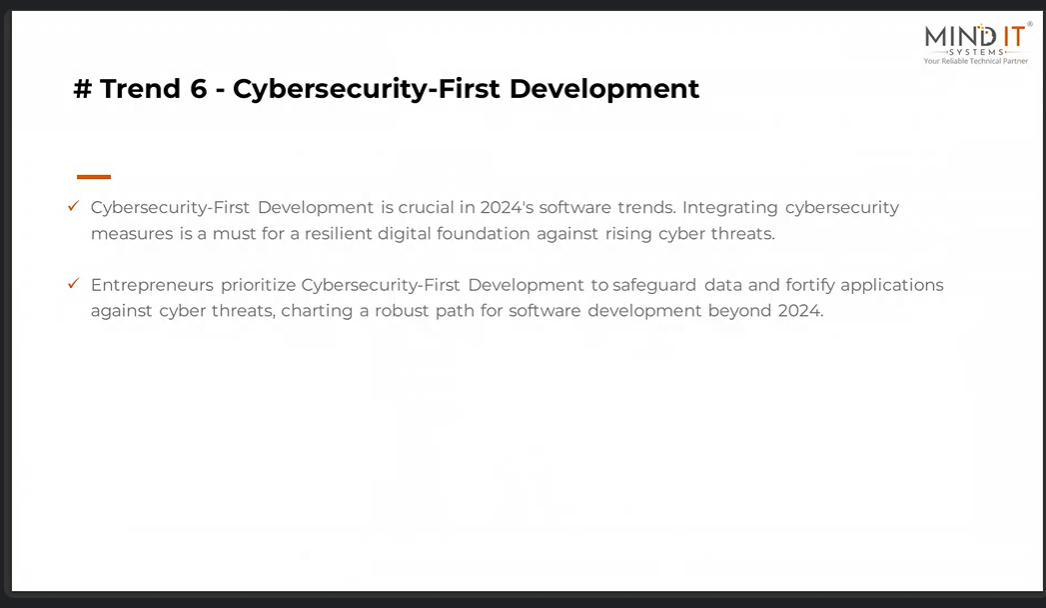 MIND IT®
SYSTEMS
Your Reliable Technical Partner
# Trend 6 - Cybersecurity-First Development
✓ Cybersecurity-First Development is crucial in 2024's software trends. Integrating cybersecurity
measures is a must for a resilient digital foundation against rising cyber threats.
✓ Entrepreneurs prioritize Cybersecurity-First Development to safeguard data and fortify applications
against cyber threats, charting a robust path for software development beyond 2024.